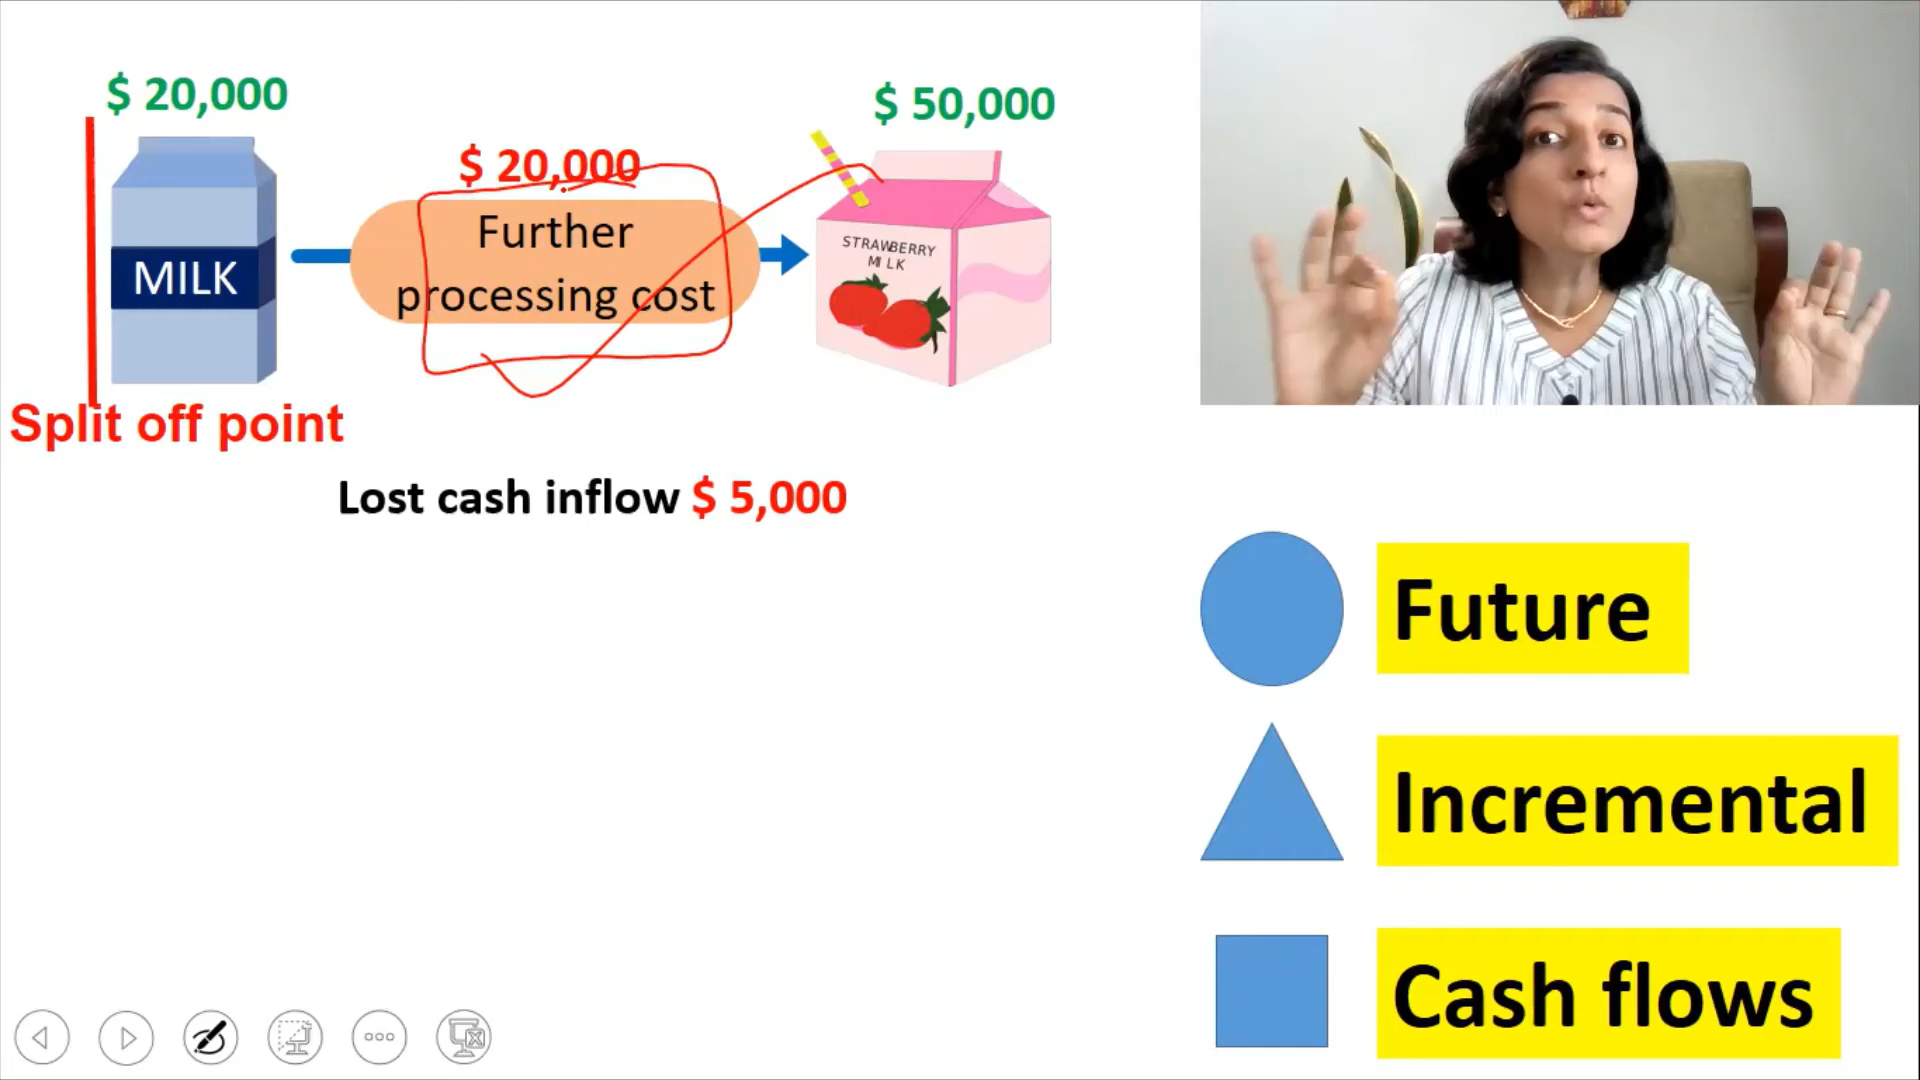 $ 20,000
$ 50,000
$ 20,000
Further
processing cost
MILK
STRAWBERRY
MILK
Split off point
Lost cash inflow $ 5,000
Future
Incremental
Cash flows